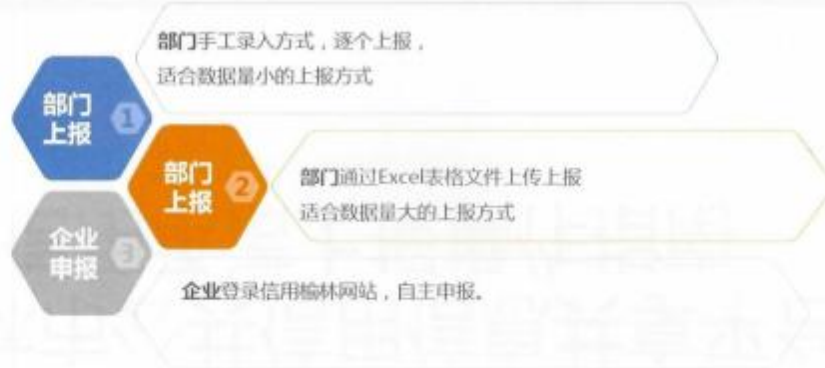 部门手工录入方式，逐个上报，
适合数据量小的上报方式
部门
上报
1
部门
上报
2
部门通过Excel表格文件上传上报
适合数据量大的上报方式
企业
申报
3
企业登录信用榆林网站，自主申报。